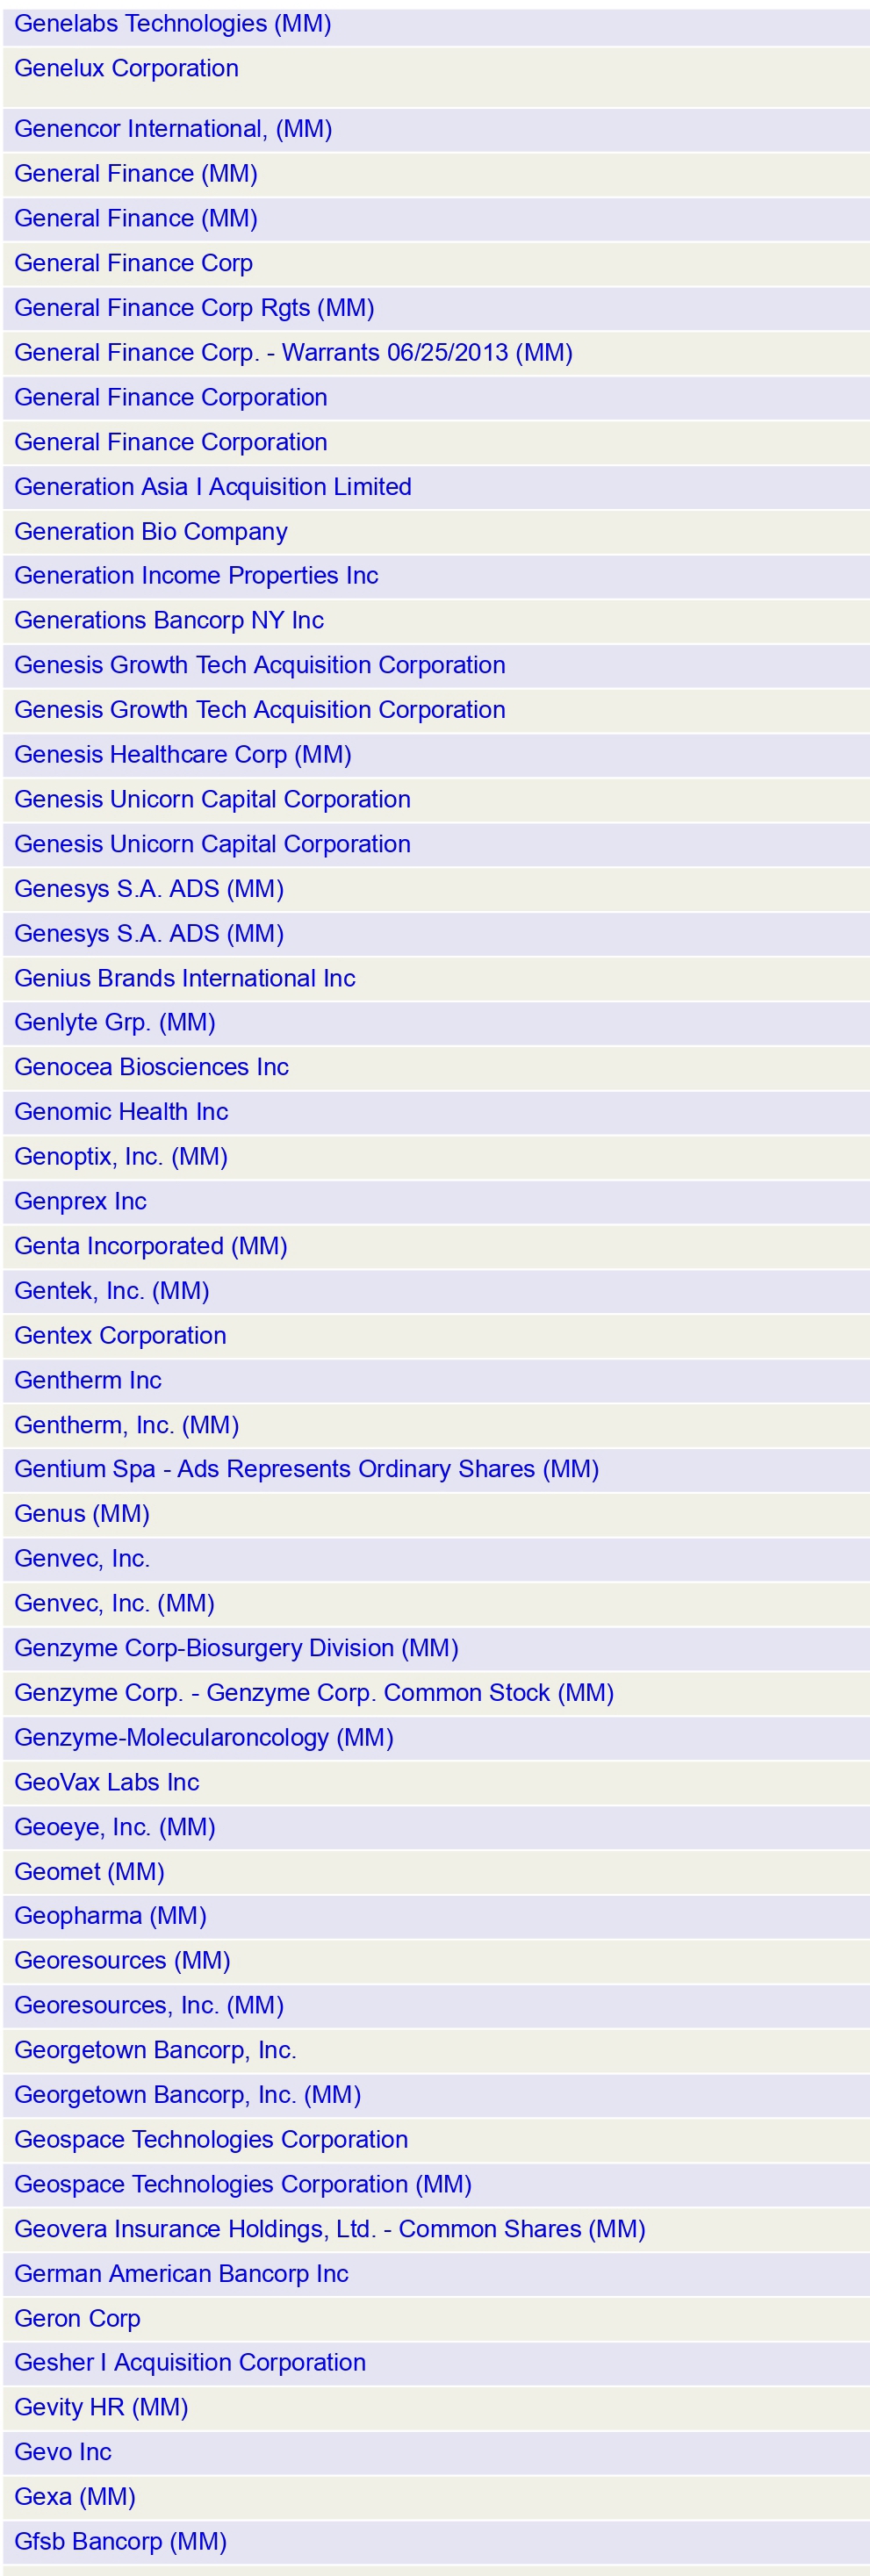 Genelabs Technologies (MM)
Genelux Corporation
Genencor International, (MM)
General Finance (MM)
General Finance (MM)
General Finance Corp
General Finance Corp Rgts (MM)
General Finance Corp. - Warrants 06/25/2013 (MM)
General Finance Corporation
General Finance Corporation
Generation Asia I Acquisition Limited
Generation Bio Company
Generation Income Properties Inc
Generations Bancorp NY Inc
Genesis Growth Tech Acquisition Corporation
Genesis Growth Tech Acquisition Corporation
Genesis Healthcare Corp (MM)
Genesis Unicorn Capital Corporation
Genesis Unicorn Capital Corporation
Genesys S.A. ADS (MM)
Genesys S.A. ADS (MM)
Genius Brands International Inc
Genlyte Grp. (MM)
Genocea Biosciences Inc
Genomic Health Inc
Genoptix, Inc. (MM)
Genprex Inc
Genta Incorporated (MM)
Gentek, Inc. (MM)
Gentex Corporation
Gentherm Inc
Gentherm, Inc. (MM)
Gentium Spa - Ads Represents Ordinary Shares (MM)
Genus (MM)
Genvec, Inc.
Genvec, Inc. (MM)
Genzyme Corp-Biosurgery Division (MM)
Genzyme Corp. - Genzyme Corp. Common Stock (MM)
Genzyme-Molecularoncology (MM)
GeoVax Labs Inc
Geoeye, Inc. (MM)
Geomet (MM)
Geopharma (MM)
Georesources (MM)
Georesources, Inc. (MM)
Georgetown Bancorp, Inc.
Georgetown Bancorp, Inc. (MM)
Geospace Technologies Corporation
Geospace Technologies Corporation (MM)
Geovera Insurance Holdings, Ltd. - Common Shares (MM)
German American Bancorp Inc
Geron Corp
Gesher I Acquisition Corporation
Gevity HR (MM)
Gevo Inc
Gexa (MM)
Gfsb Bancorp (MM)